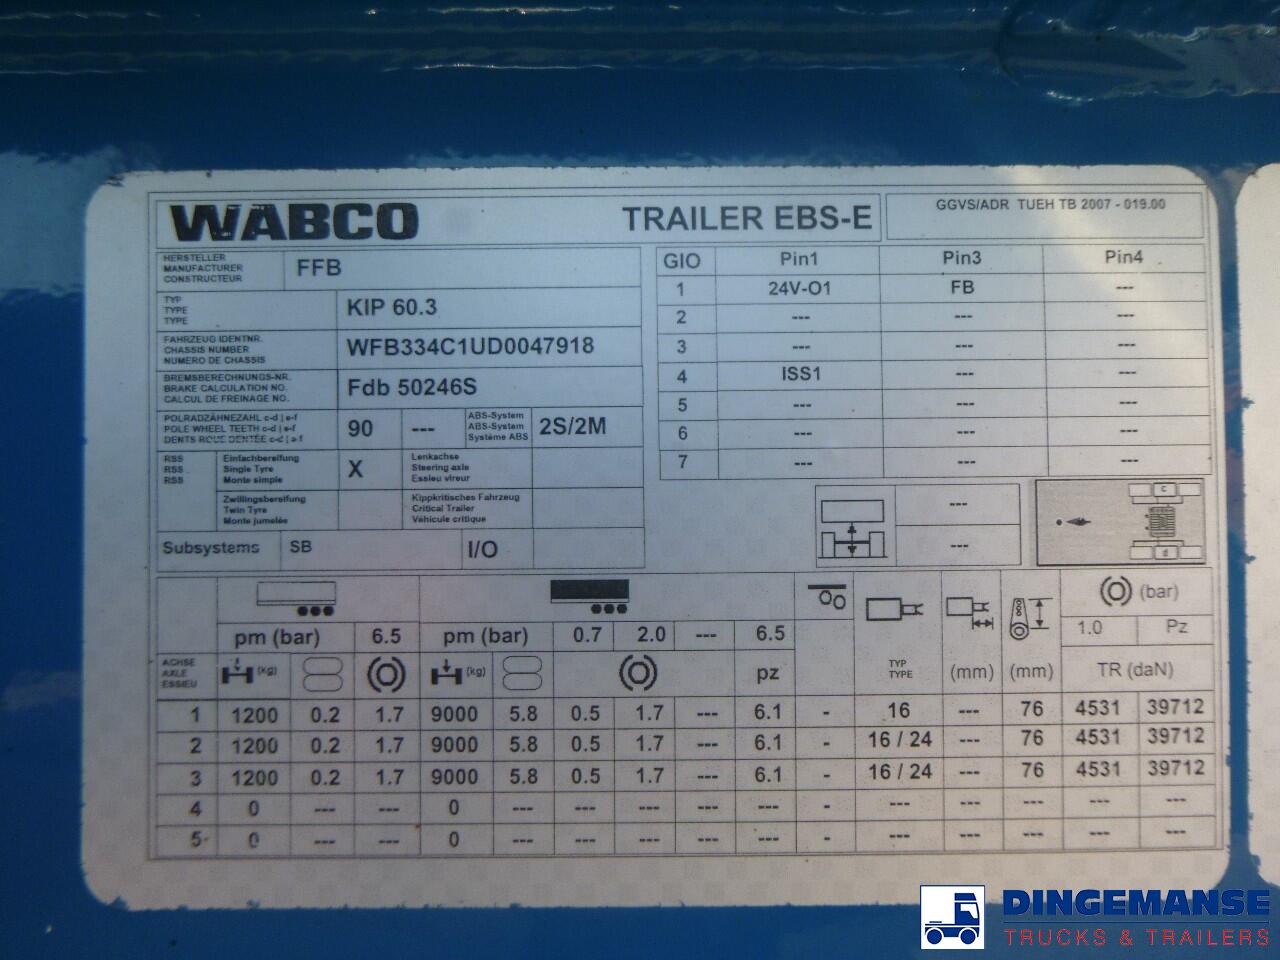 WABCO TRAILER EBS-E GGVS/ADR TUEH TB 2007 - 019.00
HERSTELLER
MANUFACTURER
CONSTRUCTEUR
FFB
TYP
TYPE
TYPE
KIP 60.3
FAHRZEUG IDENTNR.
CHASSIS NUMBER
NUMERO DE CHASSIS
WFB334C1UD0047918
BREMSBERECHNUNGS-NR.
BRAKE CALCULATION NO.
CALCUL DE FREINAGE NO.
Fdb 50246S
POLRADZÄHNEZAHL c-d | e-f
POLE WHEEL TEETH c-d | e-f
DENTS ROUE DENTÉE c-d | e-f
90 ---
ABS-System
ABS-System
Système ABS
2S/2M
RSS
RSS
RSS
Einfachbereifung
Single Tyre
Monte simple
X
Lenkachse
Steering axle
Essieu vireur
Zwillingsbereifung
Twin Tyre
Monte jumelée
Kippkritisches Fahrzeug
Critical Trailer
Véhicule critique
Subsystems SB I/O
GIO Pin1 Pin3 Pin4
1 24V-O1 FB ---
2 --- --- ---
3 --- --- ---
4 ISS1 --- ---
5 --- --- ---
6 --- --- ---
7 --- --- ---
---
---
c
d
(bar)
pm (bar) 6.5 pm (bar) 0.7 2.0 --- 6.5 1.0 Pz
ACHSE
AXLE
ESSIEU
(kg) (kg) pz
TYP
TYPE
(mm) (mm) TR (daN)
1 1200 0.2 1.7 9000 5.8 0.5 1.7 --- 6.1 - 16 --- 76 4531 39712
2 1200 0.2 1.7 9000 5.8 0.5 1.7 --- 6.1 - 16 / 24 --- 76 4531 39712
3 1200 0.2 1.7 9000 5.8 0.5 1.7 --- 6.1 - 16 / 24 --- 76 4531 39712
4 0 --- --- 0 --- --- --- --- --- - --- --- --- --- ---
5 0 --- --- 0 --- --- --- --- --- - --- --- --- --- ---
DINGEMANSE
TRUCKS & TRAILERS